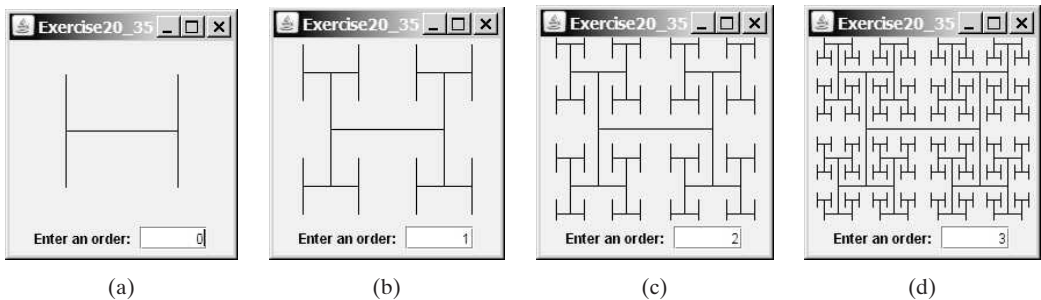 Exercise20_35
Enter an order: 0
(a)
Exercise20_35
Enter an order: 1
(b)
Exercise20_35
Enter an order: 2
(c)
Exercise20_35
Enter an order: 3
(d)